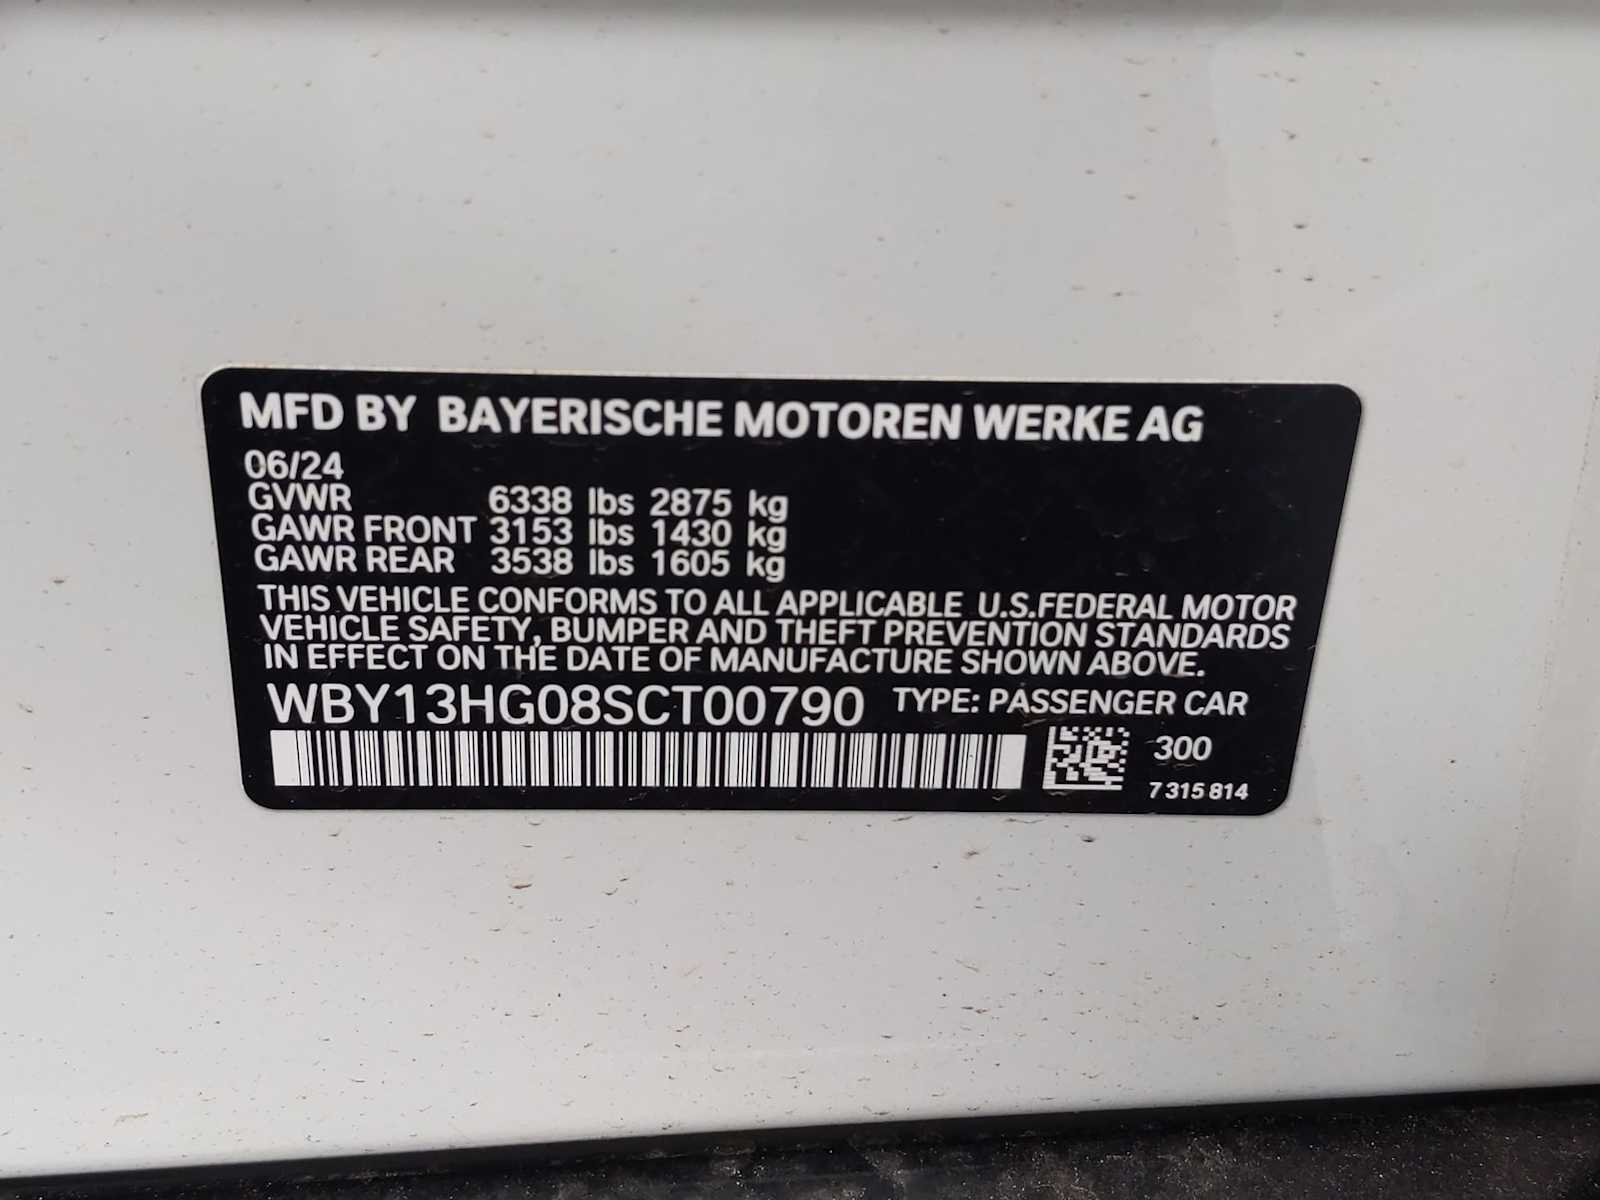 MFD BY BAYERISCHE MOTOREN WERKE AG
06/24
GVWR 6338 lbs 2875 kg
GAWR FRONT 3153 lbs 1430 kg
GAWR REAR 3538 lbs 1605 kg
THIS VEHICLE CONFORMS TO ALL APPLICABLE U.S.FEDERAL MOTOR
VEHICLE SAFETY, BUMPER AND THEFT PREVENTION STANDARDS
IN EFFECT ON THE DATE OF MANUFACTURE SHOWN ABOVE.
WBY13HG08SCT00790 TYPE: PASSENGER CAR
300
7 315 814